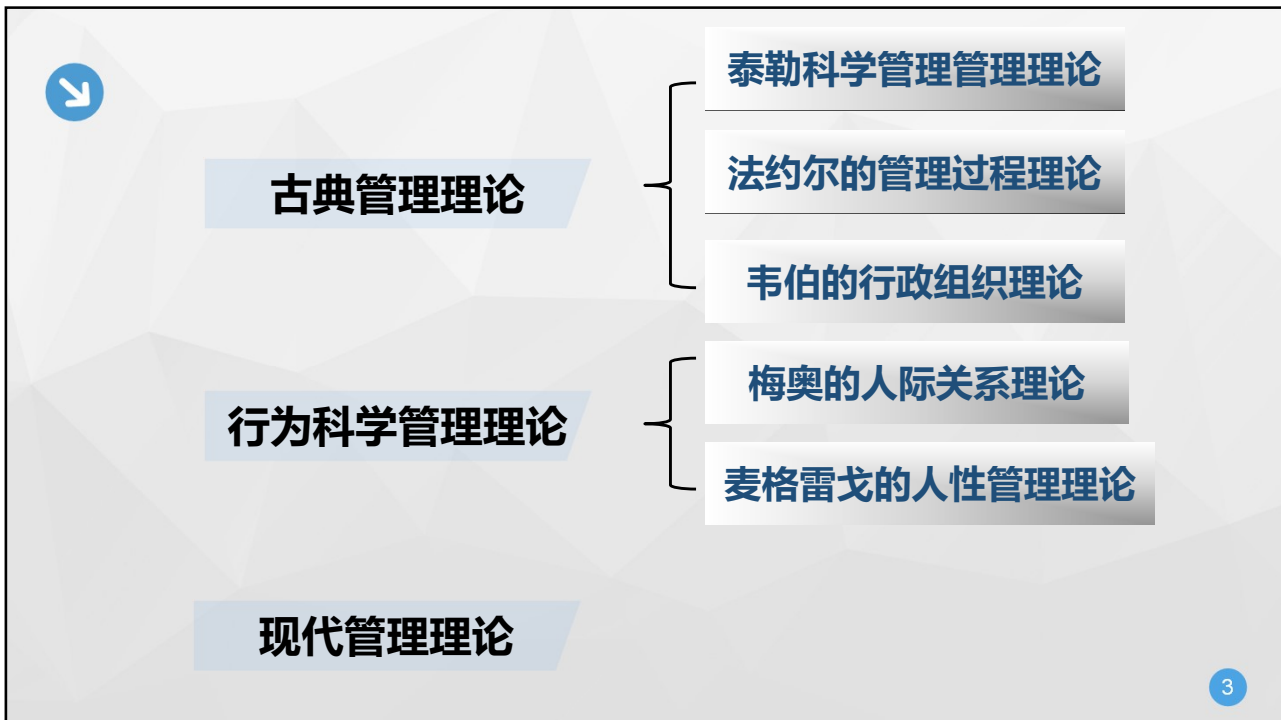 古典管理理论
泰勒科学管理管理理论
法约尔的管理过程理论
韦伯的行政组织理论
行为科学管理理论
梅奥的人际关系理论
麦格雷戈的人性管理理论
现代管理理论
3